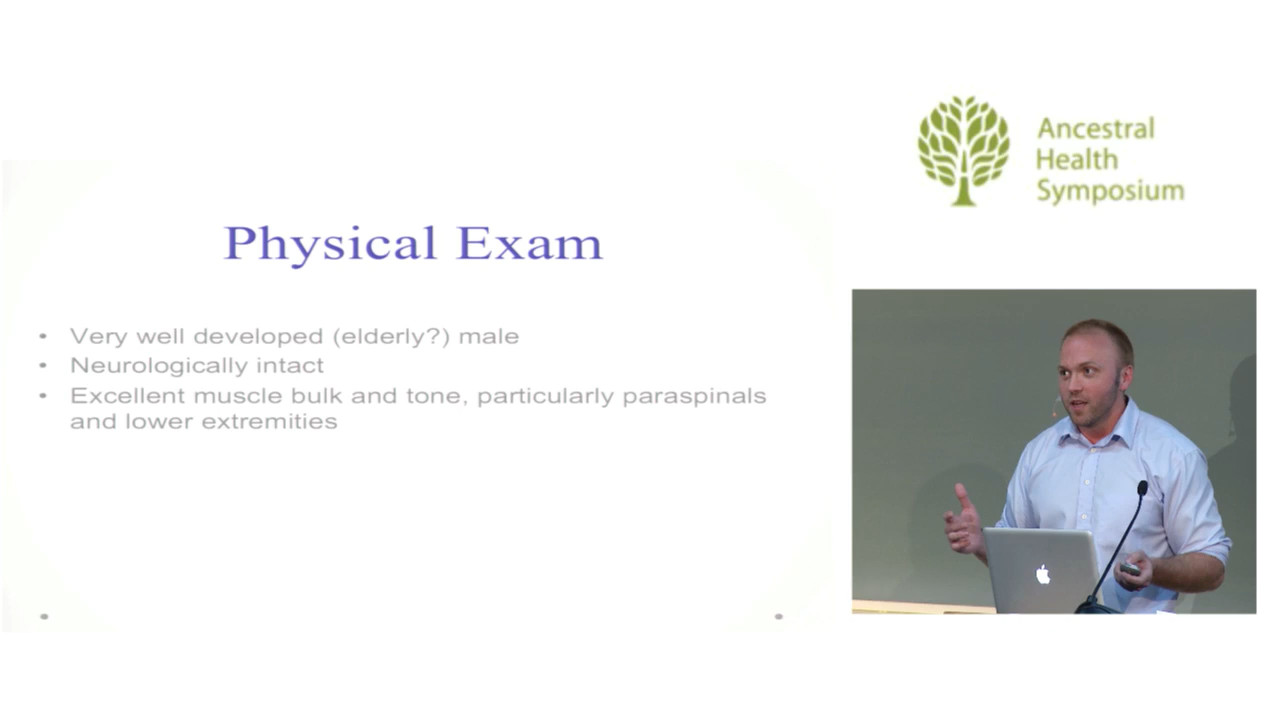 Physical Exam
• Very well developed (elderly?) male
• Neurologically intact
• Excellent muscle bulk and tone, particularly paraspinals
and lower extremities
Ancestral
Health
Symposium